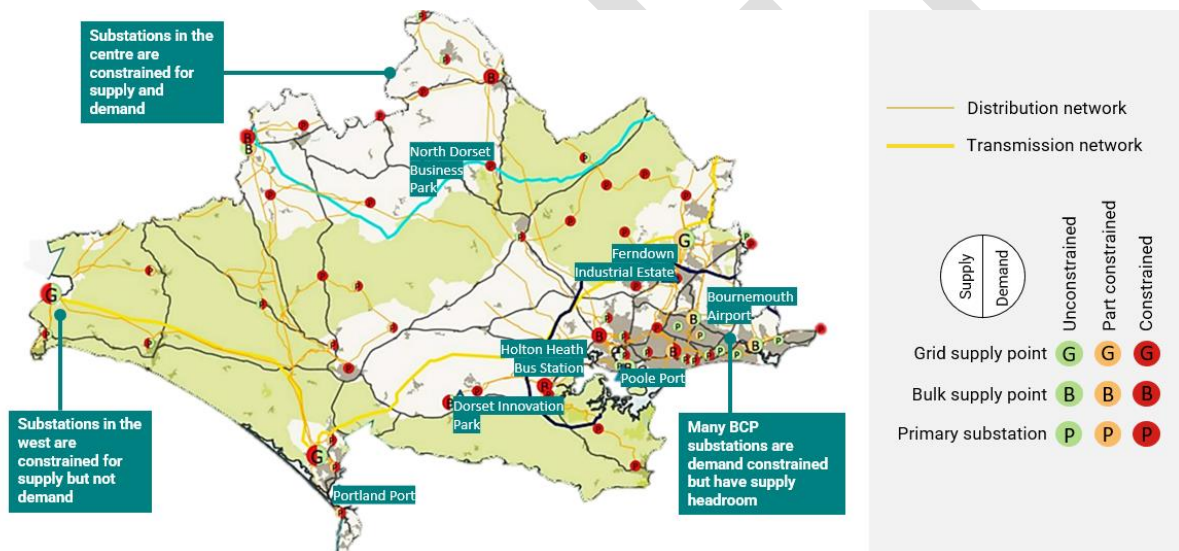 Substations in the
centre are
constrained for
supply and
demand
North Dorset
Business
Park
Ferndown
Industrial Estate
Bournemouth
Airport
Holton Heath
Bus Station
Poole Port
Dorset Innovation
Park
Portland Port
Substations in the
west are
constrained for
supply but not
demand
Many BCP
substations are
demand constrained
but have supply
headroom
Distribution network
Transmission network
Supply
Demand
Unconstrained
Part constrained
Constrained
Grid supply point G G G
Bulk supply point B B B
Primary substation P P P